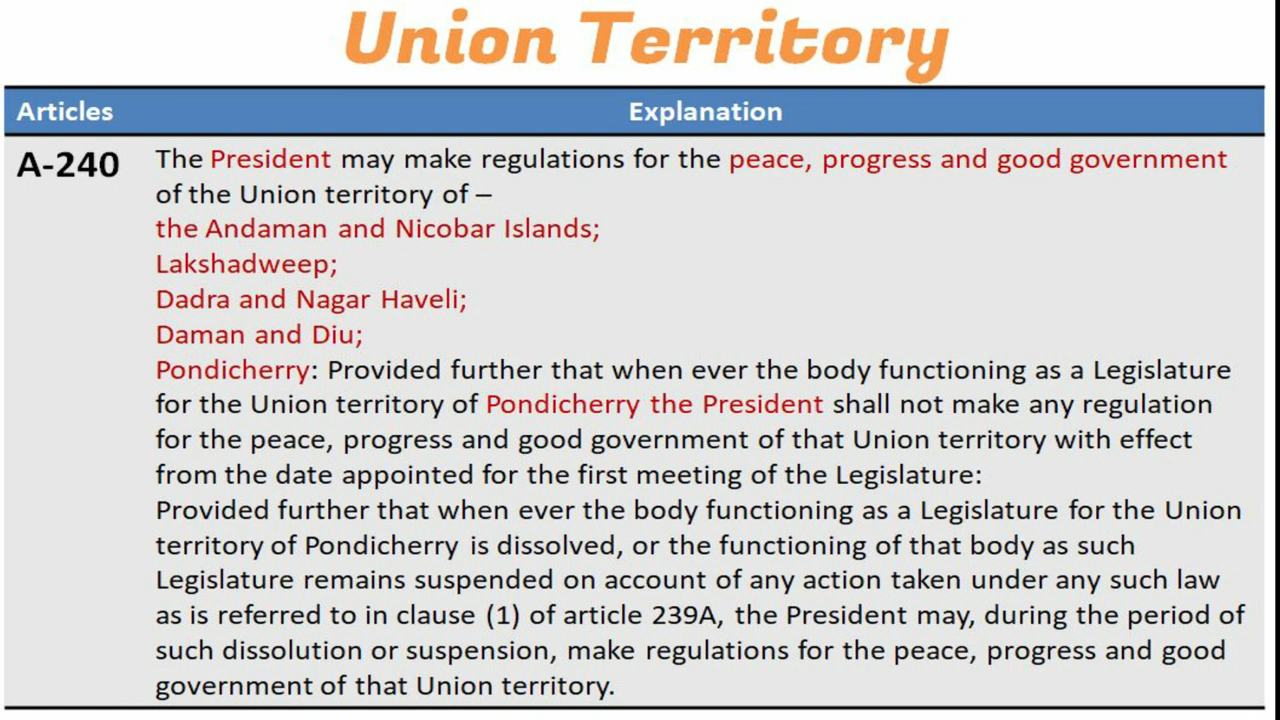 Union Territory
Articles Explanation
A-240 The President may make regulations for the peace, progress and good government
of the Union territory of –
the Andaman and Nicobar Islands;
Lakshadweep;
Dadra and Nagar Haveli;
Daman and Diu;
Pondicherry: Provided further that when ever the body functioning as a Legislature
for the Union territory of Pondicherry the President shall not make any regulation
for the peace, progress and good government of that Union territory with effect
from the date appointed for the first meeting of the Legislature:
Provided further that when ever the body functioning as a Legislature for the Union
territory of Pondicherry is dissolved, or the functioning of that body as such
Legislature remains suspended on account of any action taken under any such law
as is referred to in clause (1) of article 239A, the President may, during the period of
such dissolution or suspension, make regulations for the peace, progress and good
government of that Union territory.